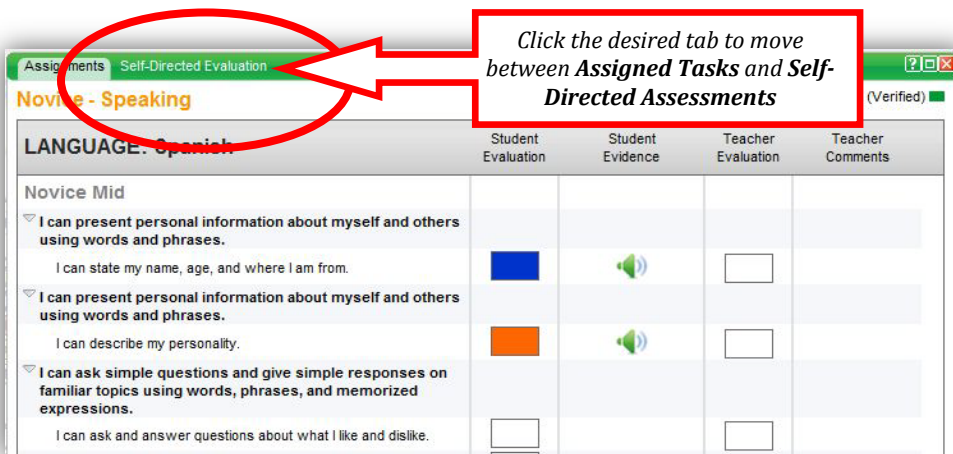 Click the desired tab to move
between Assigned Tasks and Self-
Directed Assessments
Assignments Self-Directed Evaluation
Novice - Speaking
(Verified)
LANGUAGE: Spanish
Student Evaluation
Student Evidence
Teacher Evaluation
Teacher Comments
Novice Mid
I can present personal information about myself and others
using words and phrases.
I can state my name, age, and where I am from.
I can present personal information about myself and others
using words and phrases.
I can describe my personality.
I can ask simple questions and give simple responses on
familiar topics using words, phrases, and memorized
expressions.
I can ask and answer questions about what I like and dislike.